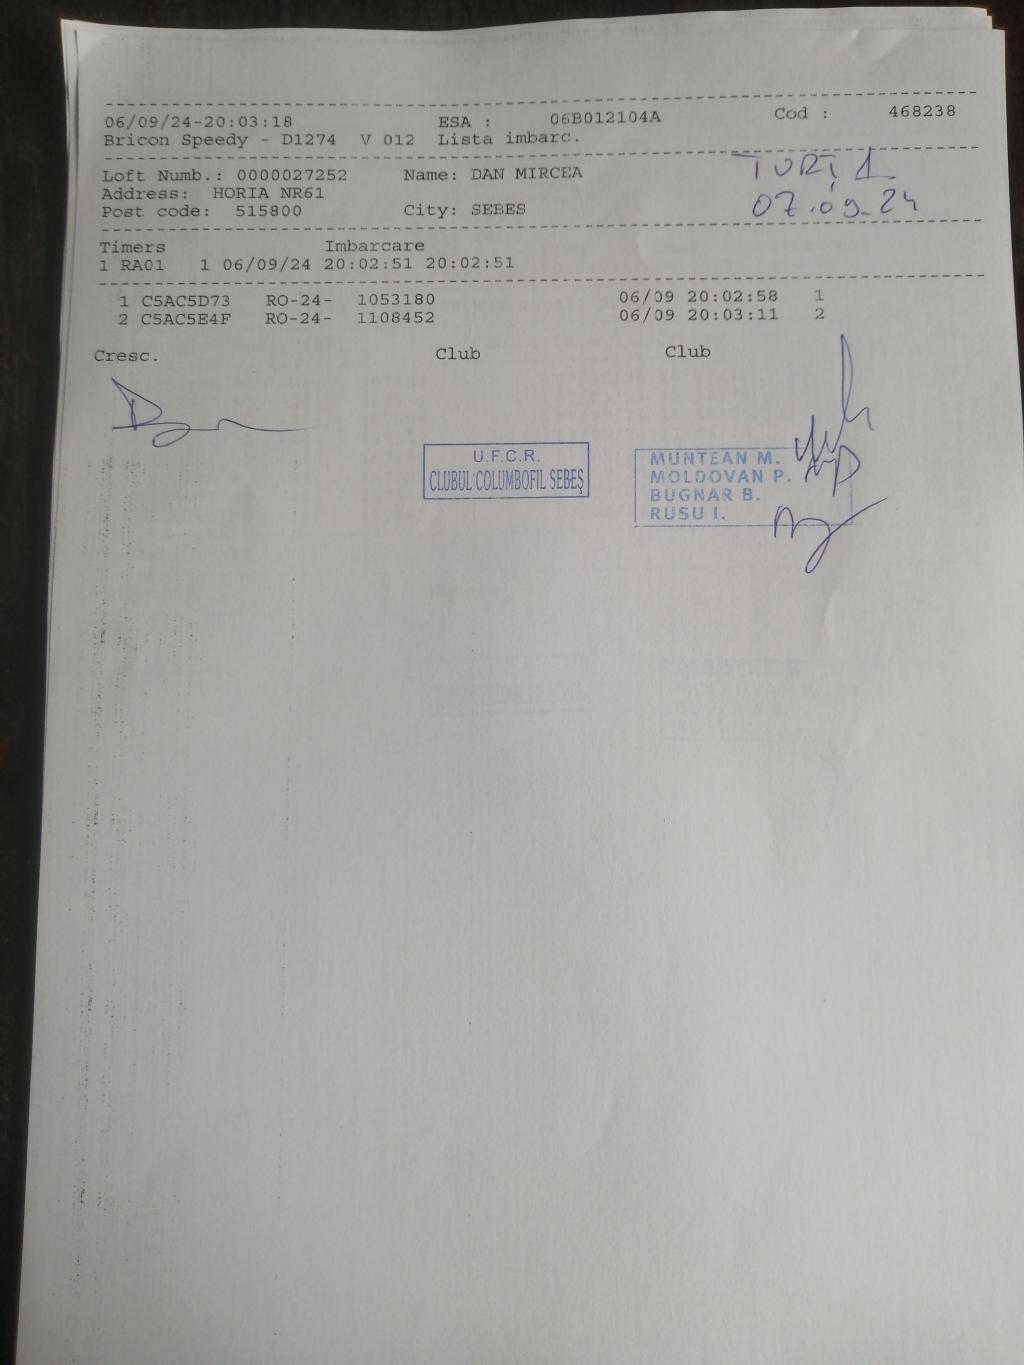 06/09/24-20:03:18 ESA : 06B012104A Cod : 468238
Bricon Speedy - D1274 V 012 Lista imbarc.
Loft Numb.: 0000027252 Name: DAN MIRCEA
Address: HORIA NR61
Post code: 515800 City: SEBES
TURȚ 1
07.09.24
Timers Imbarcare
1 RA01 1 06/09/24 20:02:51 20:02:51
1 C5AC5D73 RO-24- 1053180 06/09 20:02:58 1
2 C5AC5E4F RO-24- 1108452 06/09 20:03:11 2
Cresc. Club Club
U.F.C.R.
CLUBUL COLUMBOFIL SEBEȘ
MUNTEAN M.
MOLDOVAN P.
BUGNAR B.
RUSU I.